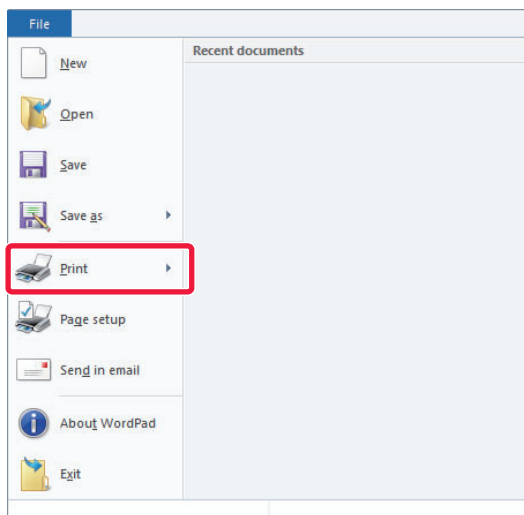 File
Recent documents
New
Open
Save
Save as
Print
Page setup
Send in email
About WordPad
Exit